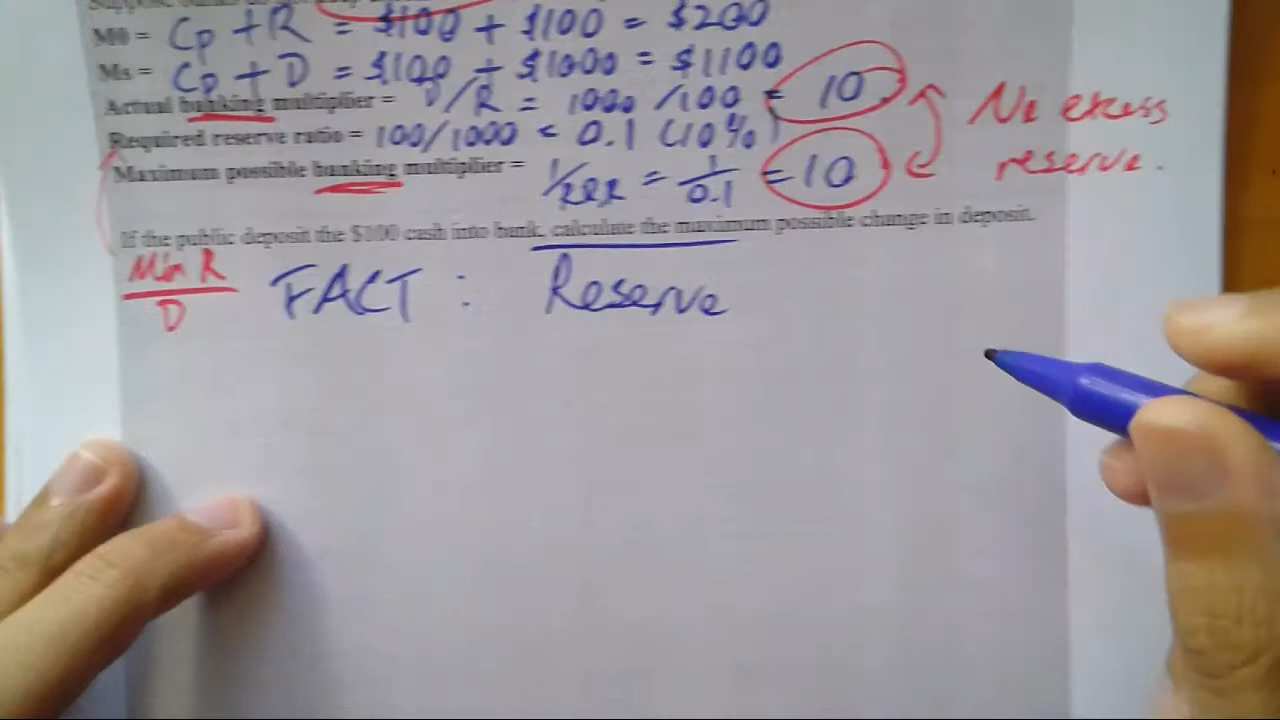 M0 = Cp + R = $100 + $100 = $200
Ms = Cp + D = $100 + $1000 = $1100
Actual banking multiplier = D/R = 1000/100 = 10
No excess reserve.
Required reserve ratio = 100/1000 = 0.1 (10%)
Maximum possible banking multiplier = 1/RRR = 1/0.1 = 10
If the public deposit the $100 cash into bank, calculate the maximum possible change in deposit.
Min R
D
FACT : Reserve